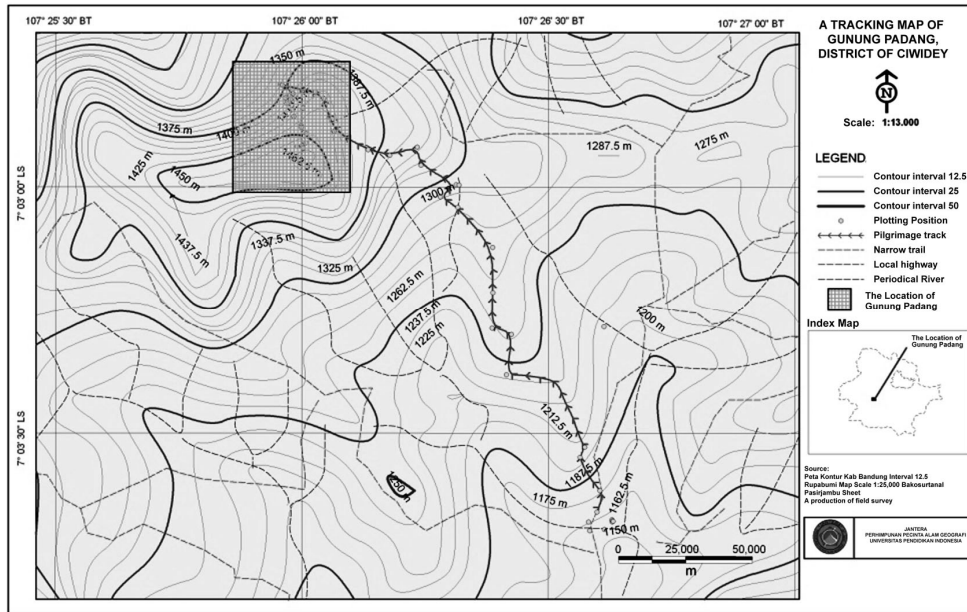 107° 25' 30" BT
107° 26' 00" BT
107° 26' 30" BT
107° 27' 00" BT
7° 03' 00" LS
7° 03' 30" LS
1350 m
1387.5 m
1375 m
1425 m
1450 m
1462.5 m
1437.5 m
1337.5 m
1325 m
1300 m
1287.5 m
1275 m
1262.5 m
1237.5 m
1225 m
1200 m
1212.5 m
1187.5 m
1175 m
1162.5 m
1150 m
1250 m
0 25,000 50,000
m
A TRACKING MAP OF
GUNUNG PADANG,
DISTRICT OF CIWIDEY
N
Scale: 1:13.000
LEGEND
Contour interval 12.5
Contour interval 25
Contour interval 50
Plotting Position
Pilgrimage track
Narrow trail
Local highway
Periodical River
The Location of
Gunung Padang
Index Map
The Location of
Gunung Padang
Source:
Peta Kontur Kab Bandung Interval 12.5
Rupabumi Map Scale 1:25,000 Bakosurtanal
Pasirjambu Sheet
A production of field survey
JANTERA
PERHIMPUNAN PECINTA ALAM GEOGRAFI
UNIVERSITAS PENDIDIKAN INDONESIA